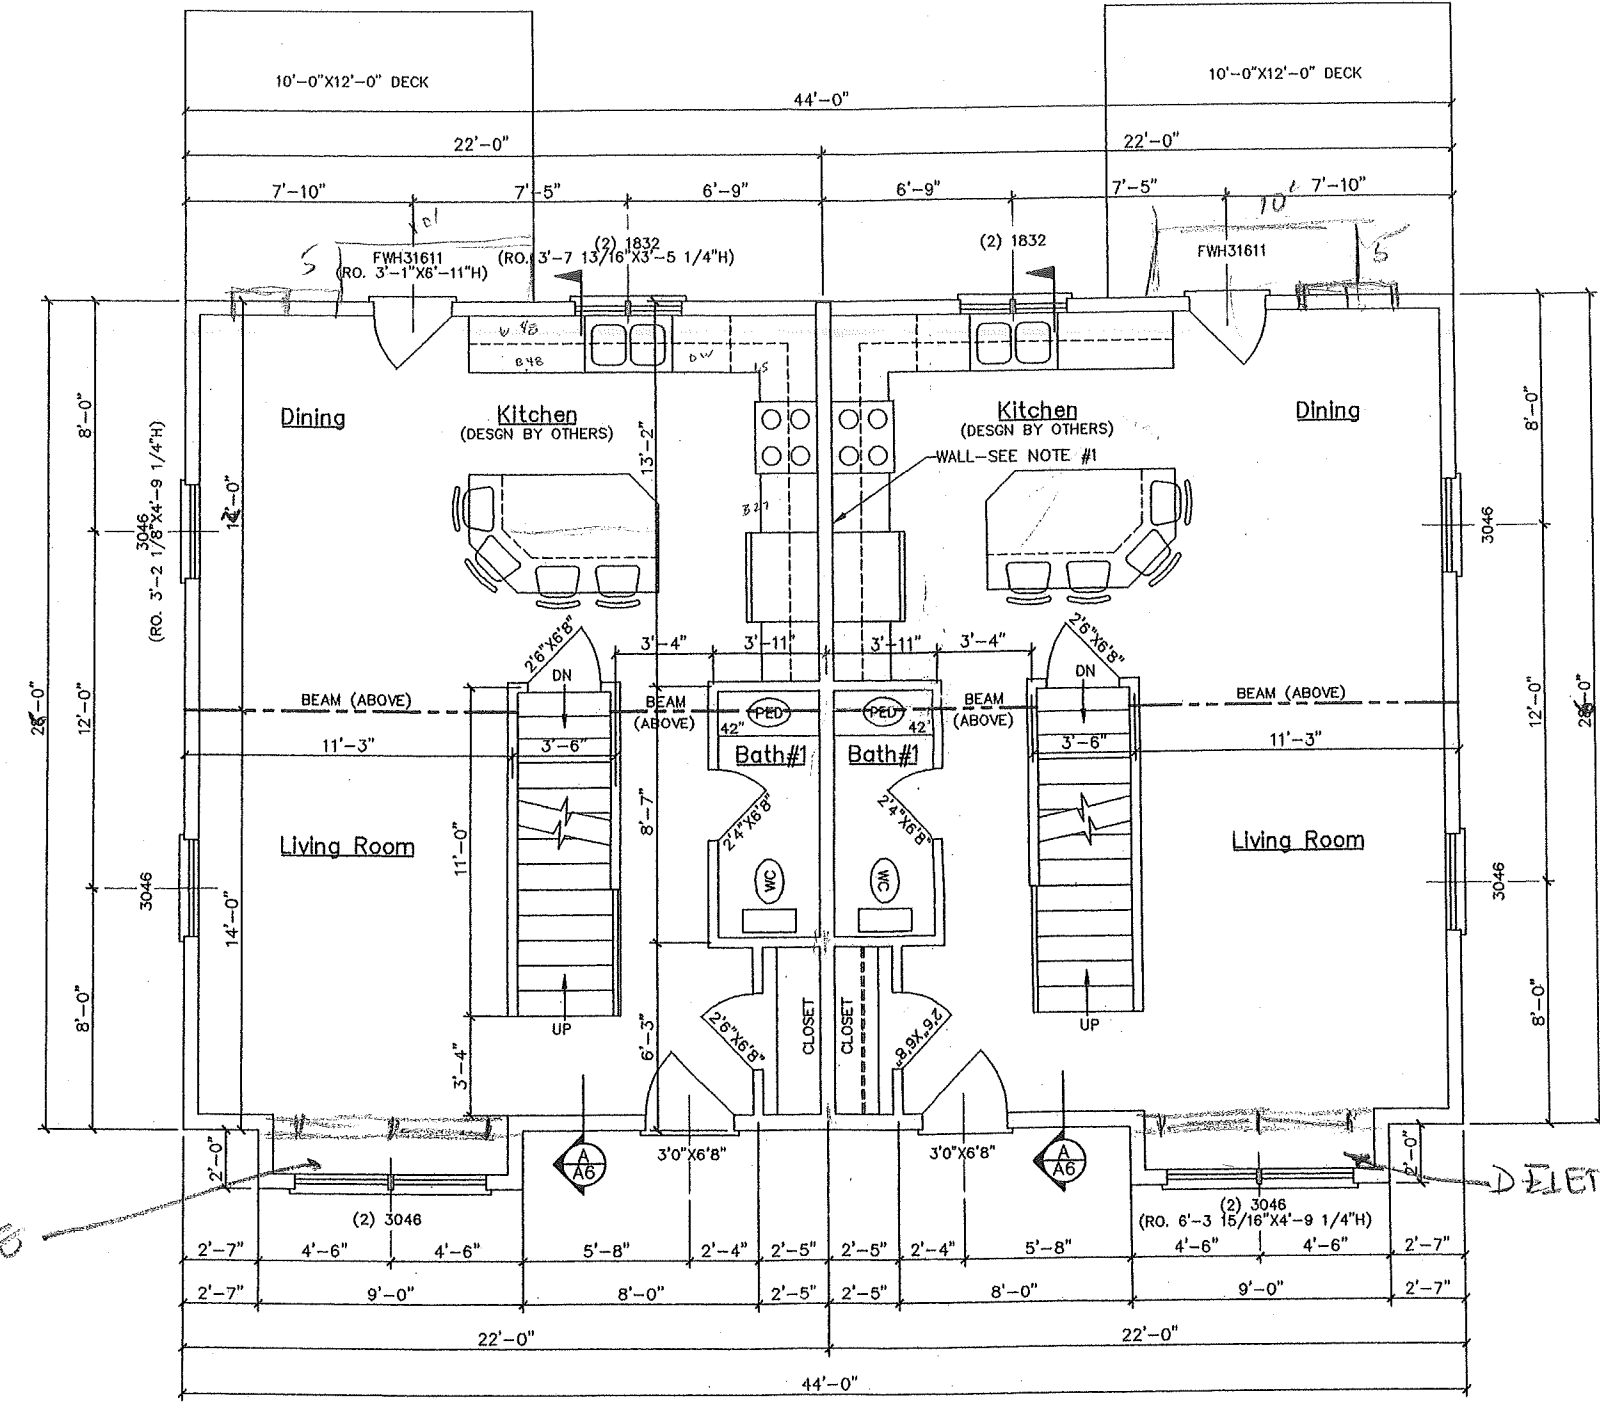 10'-0"X12'-0" DECK
10'-0"X12'-0" DECK
44'-0"
22'-0"
22'-0"
7'-10"
7'-5"
6'-9"
6'-9"
7'-5"
7'-10"
10'
10'
5
5
FWH31611
(RO. 3'-1"X6'-11"H)
(2) 1832
(RO. 3'-7 13/16"X3'-5 1/4"H)
(2) 1832
FWH31611
W 48
B48
DW
LS
B27
Dining
Kitchen
(DESGN BY OTHERS)
Kitchen
(DESGN BY OTHERS)
Dining
WALL-SEE NOTE #1
8'-0"
12'-0"
8'-0"
3046
(RO. 3'-2 1/8"X4'-9 1/4"H)
3046
14'-0"
13'-2"
8'-7"
6'-3"
8'-0"
12'-0"
8'-0"
3046
3046
2'6"X6'8"
3'-4"
3'-11"
3'-11"
3'-4"
2'6"X6'8"
DN
DN
BEAM (ABOVE)
BEAM
(ABOVE)
PED
PED
BEAM
(ABOVE)
BEAM (ABOVE)
42"
42"
11'-3"
3'-6"
Bath#1
Bath#1
3'-6"
11'-3"
2'4"X6'8"
2'4"X6'8"
Living Room
Living Room
11'-0"
WC
WC
UP
UP
3'-4"
2'6"X6'8"
CLOSET
CLOSET
2'6"X6'8"
2'-0"
A
A6
3'0"X6'8"
3'0"X6'8"
A
A6
2'-0"
(2) 3046
(2) 3046
(RO. 6'-3 15/16"X4'-9 1/4"H)
2'-7"
4'-6"
4'-6"
5'-8"
2'-4"
2'-5"
2'-5"
2'-4"
5'-8"
4'-6"
4'-6"
2'-7"
2'-7"
9'-0"
8'-0"
2'-5"
2'-5"
8'-0"
9'-0"
2'-7"
22'-0"
22'-0"
44'-0"